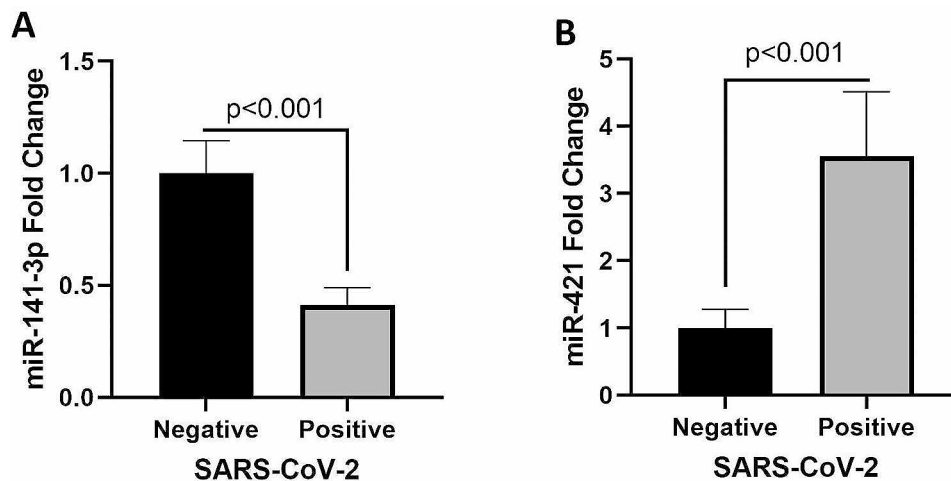 A
miR-141-3p Fold Change
1.5
1.0
0.5
0.0
p<0.001
Negative Positive
SARS-CoV-2
B
miR-421 Fold Change
5
4
3
2
1
0
p<0.001
Negative Positive
SARS-CoV-2